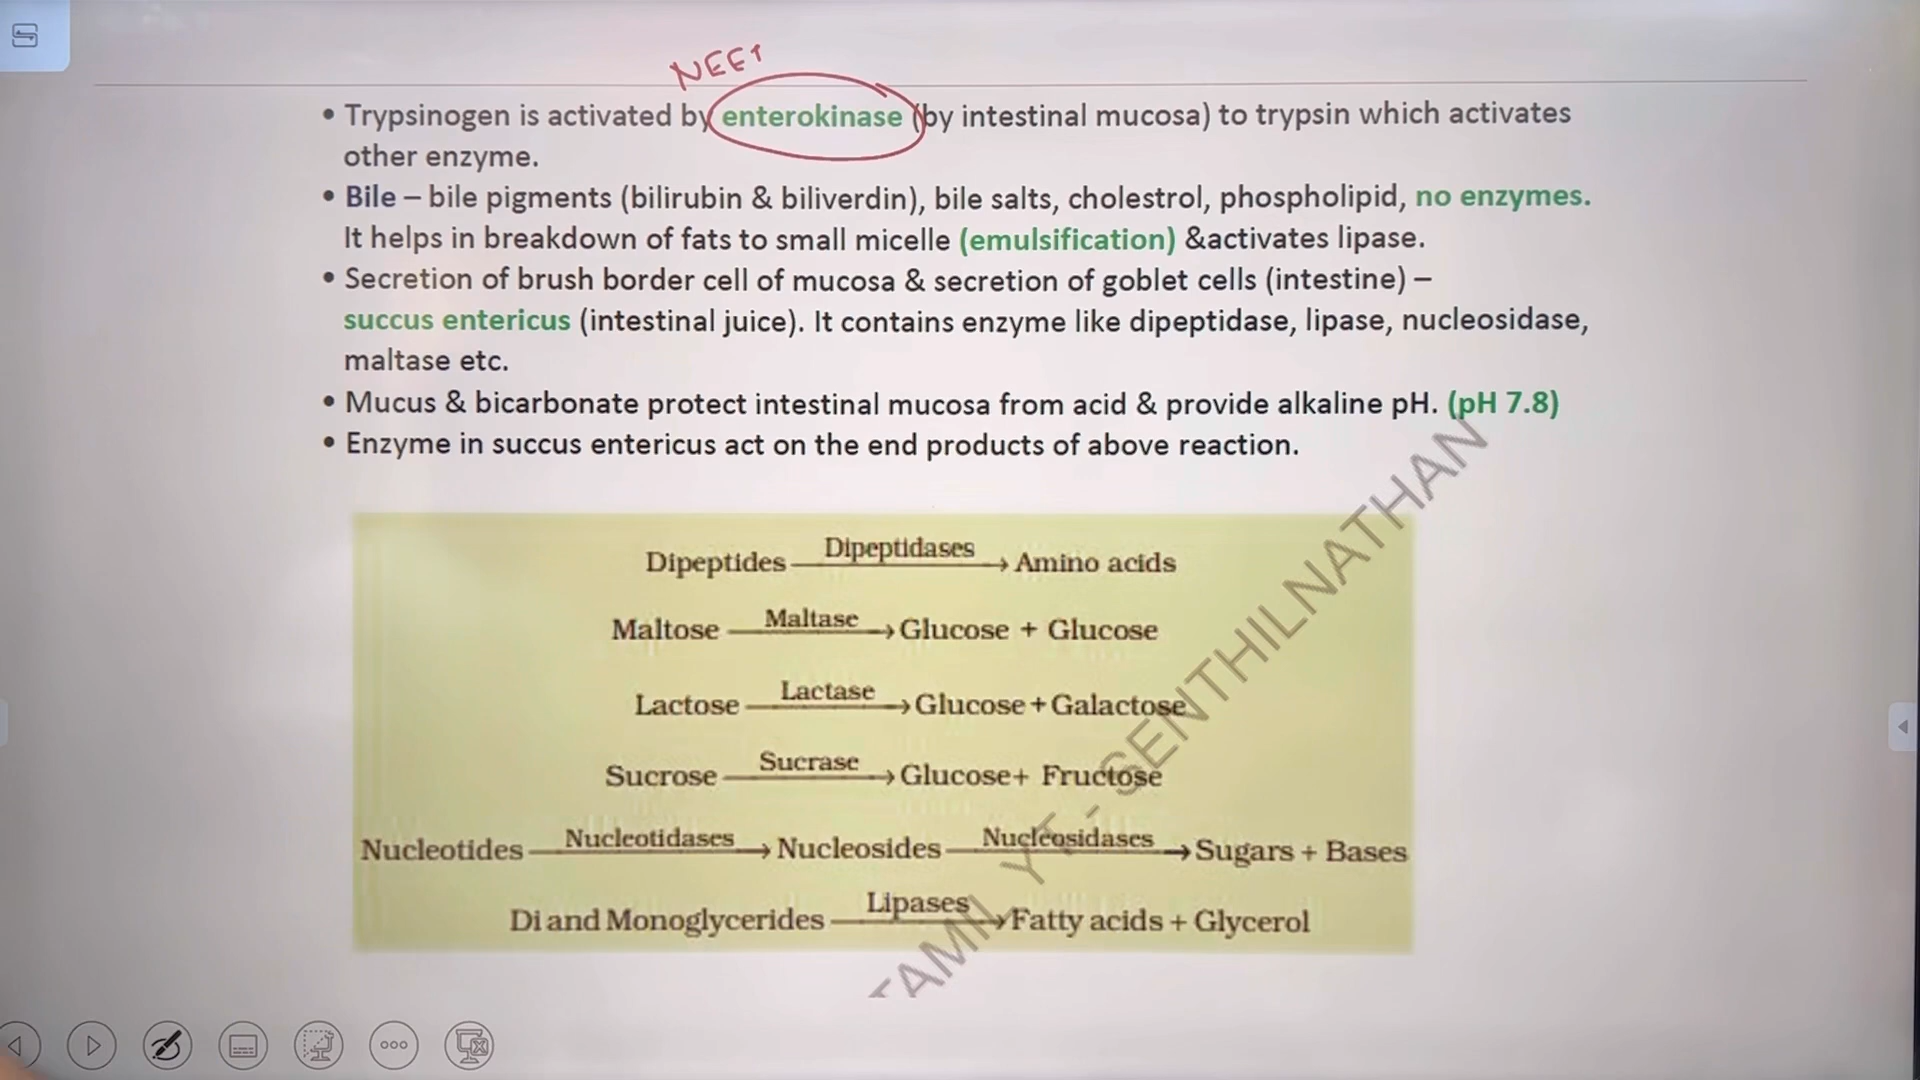 NEET
• Trypsinogen is activated by enterokinase (by intestinal mucosa) to trypsin which activates
other enzyme.
• Bile – bile pigments (bilirubin & biliverdin), bile salts, cholestrol, phospholipid, no enzymes.
It helps in breakdown of fats to small micelle (emulsification) &activates lipase.
• Secretion of brush border cell of mucosa & secretion of goblet cells (intestine) –
succus entericus (intestinal juice). It contains enzyme like dipeptidase, lipase, nucleosidase,
maltase etc.
• Mucus & bicarbonate protect intestinal mucosa from acid & provide alkaline pH. (pH 7.8)
• Enzyme in succus entericus act on the end products of above reaction.
Dipeptides Dipeptidases → Amino acids
Maltose Maltase → Glucose + Glucose
Lactose Lactase → Glucose + Galactose
Sucrose Sucrase → Glucose+ Fructose
Nucleotides Nucleotidases → Nucleosides Nucleosidases → Sugars + Bases
Di and Monoglycerides Lipases → Fatty acids + Glycerol
TAMIL YT - SENTHILNATHAN